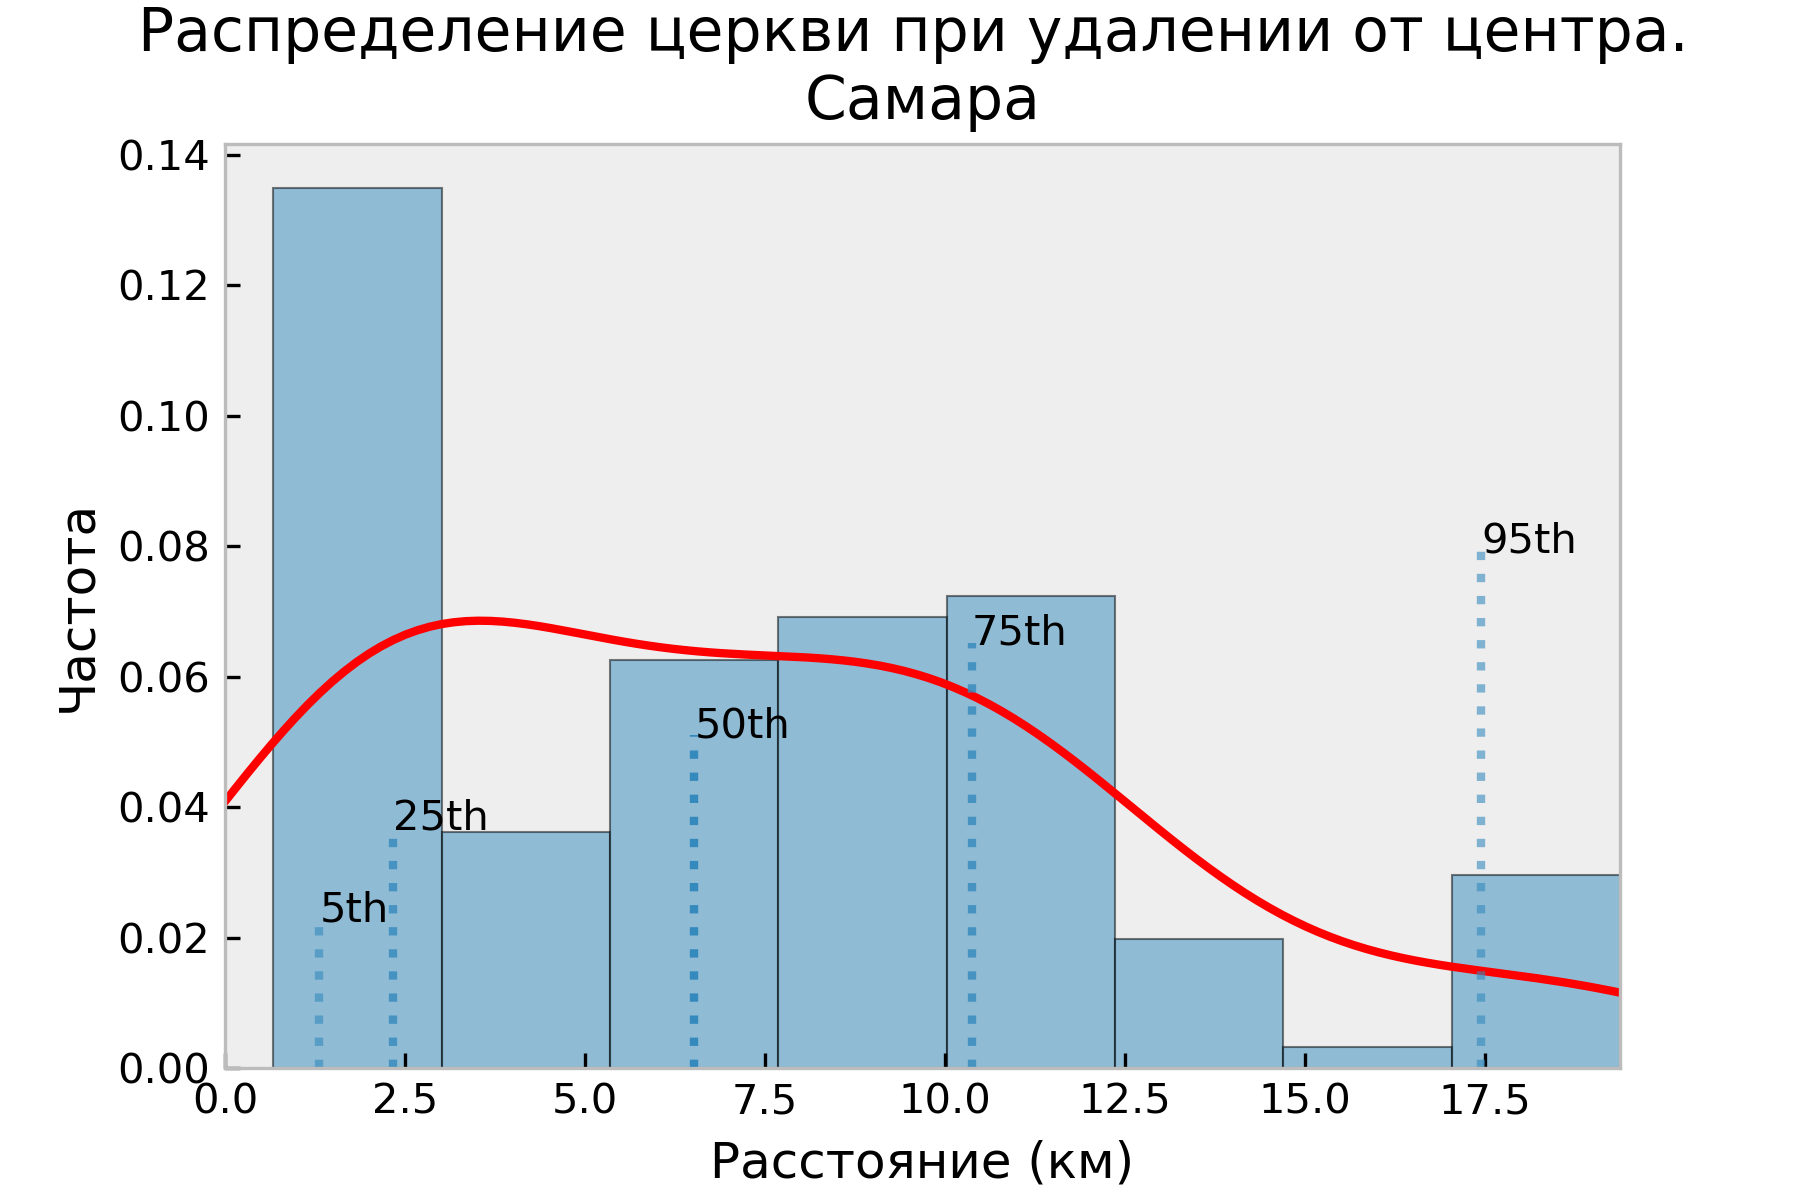 Распределение церкви при удалении от центра.
Самара
0.14
0.12
0.10
0.08
0.06
0.04
0.02
0.00
Частота
95th
75th
50th
25th
5th
0.0 2.5 5.0 7.5 10.0 12.5 15.0 17.5
Расстояние (км)